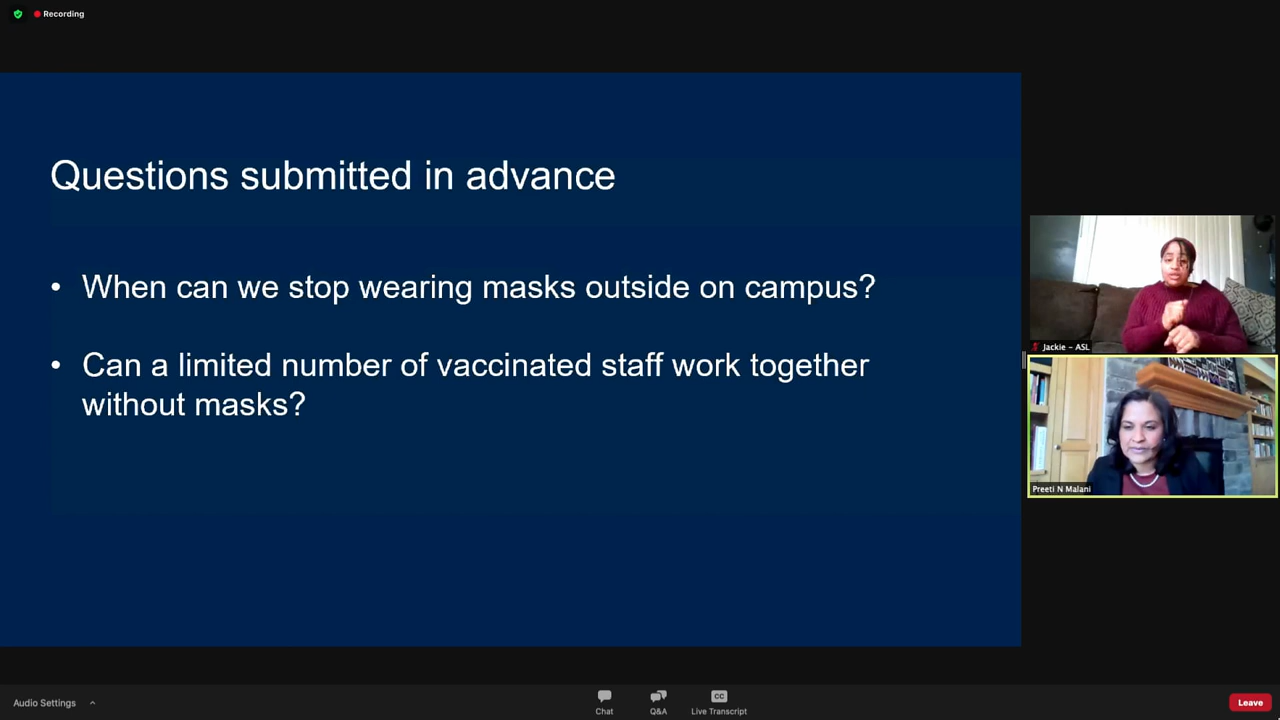 Recording
Questions submitted in advance
• When can we stop wearing masks outside on campus?
• Can a limited number of vaccinated staff work together
without masks?
Jackie – ASL
Preeti N Malani
Audio Settings
Chat
Q&A
CC
Live Transcript
Leave